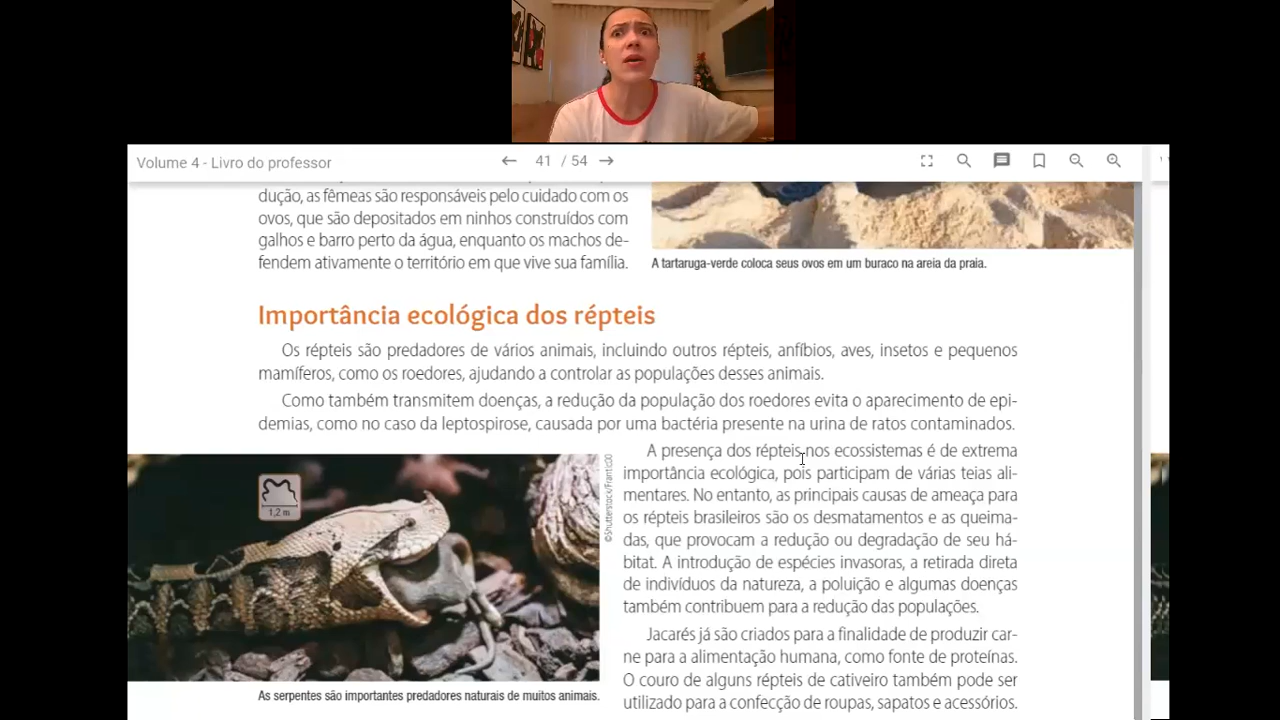 Volume 4 - Livro do professor
41 / 54
dução, as fêmeas são responsáveis pelo cuidado com os
ovos, que são depositados em ninhos construídos com
galhos e barro perto da água, enquanto os machos de-
fendem ativamente o território em que vive sua família.
A tartaruga-verde coloca seus ovos em um buraco na areia da praia.
Importância ecológica dos répteis
Os répteis são predadores de vários animais, incluindo outros répteis, anfíbios, aves, insetos e pequenos
mamíferos, como os roedores, ajudando a controlar as populações desses animais.
Como também transmitem doenças, a redução da população dos roedores evita o aparecimento de epi-
demias, como no caso da leptospirose, causada por uma bactéria presente na urina de ratos contaminados.
1,2 m
©Shutterstock/Frantic00
As serpentes são importantes predadores naturais de muitos animais.
A presença dos répteis nos ecossistemas é de extrema
importância ecológica, pois participam de várias teias ali-
mentares. No entanto, as principais causas de ameaça para
os répteis brasileiros são os desmatamentos e as queima-
das, que provocam a redução ou degradação de seu há-
bitat. A introdução de espécies invasoras, a retirada direta
de indivíduos da natureza, a poluição e algumas doenças
também contribuem para a redução das populações.
Jacarés já são criados para a finalidade de produzir car-
ne para a alimentação humana, como fonte de proteínas.
O couro de alguns répteis de cativeiro também pode ser
utilizado para a confecção de roupas, sapatos e acessórios.